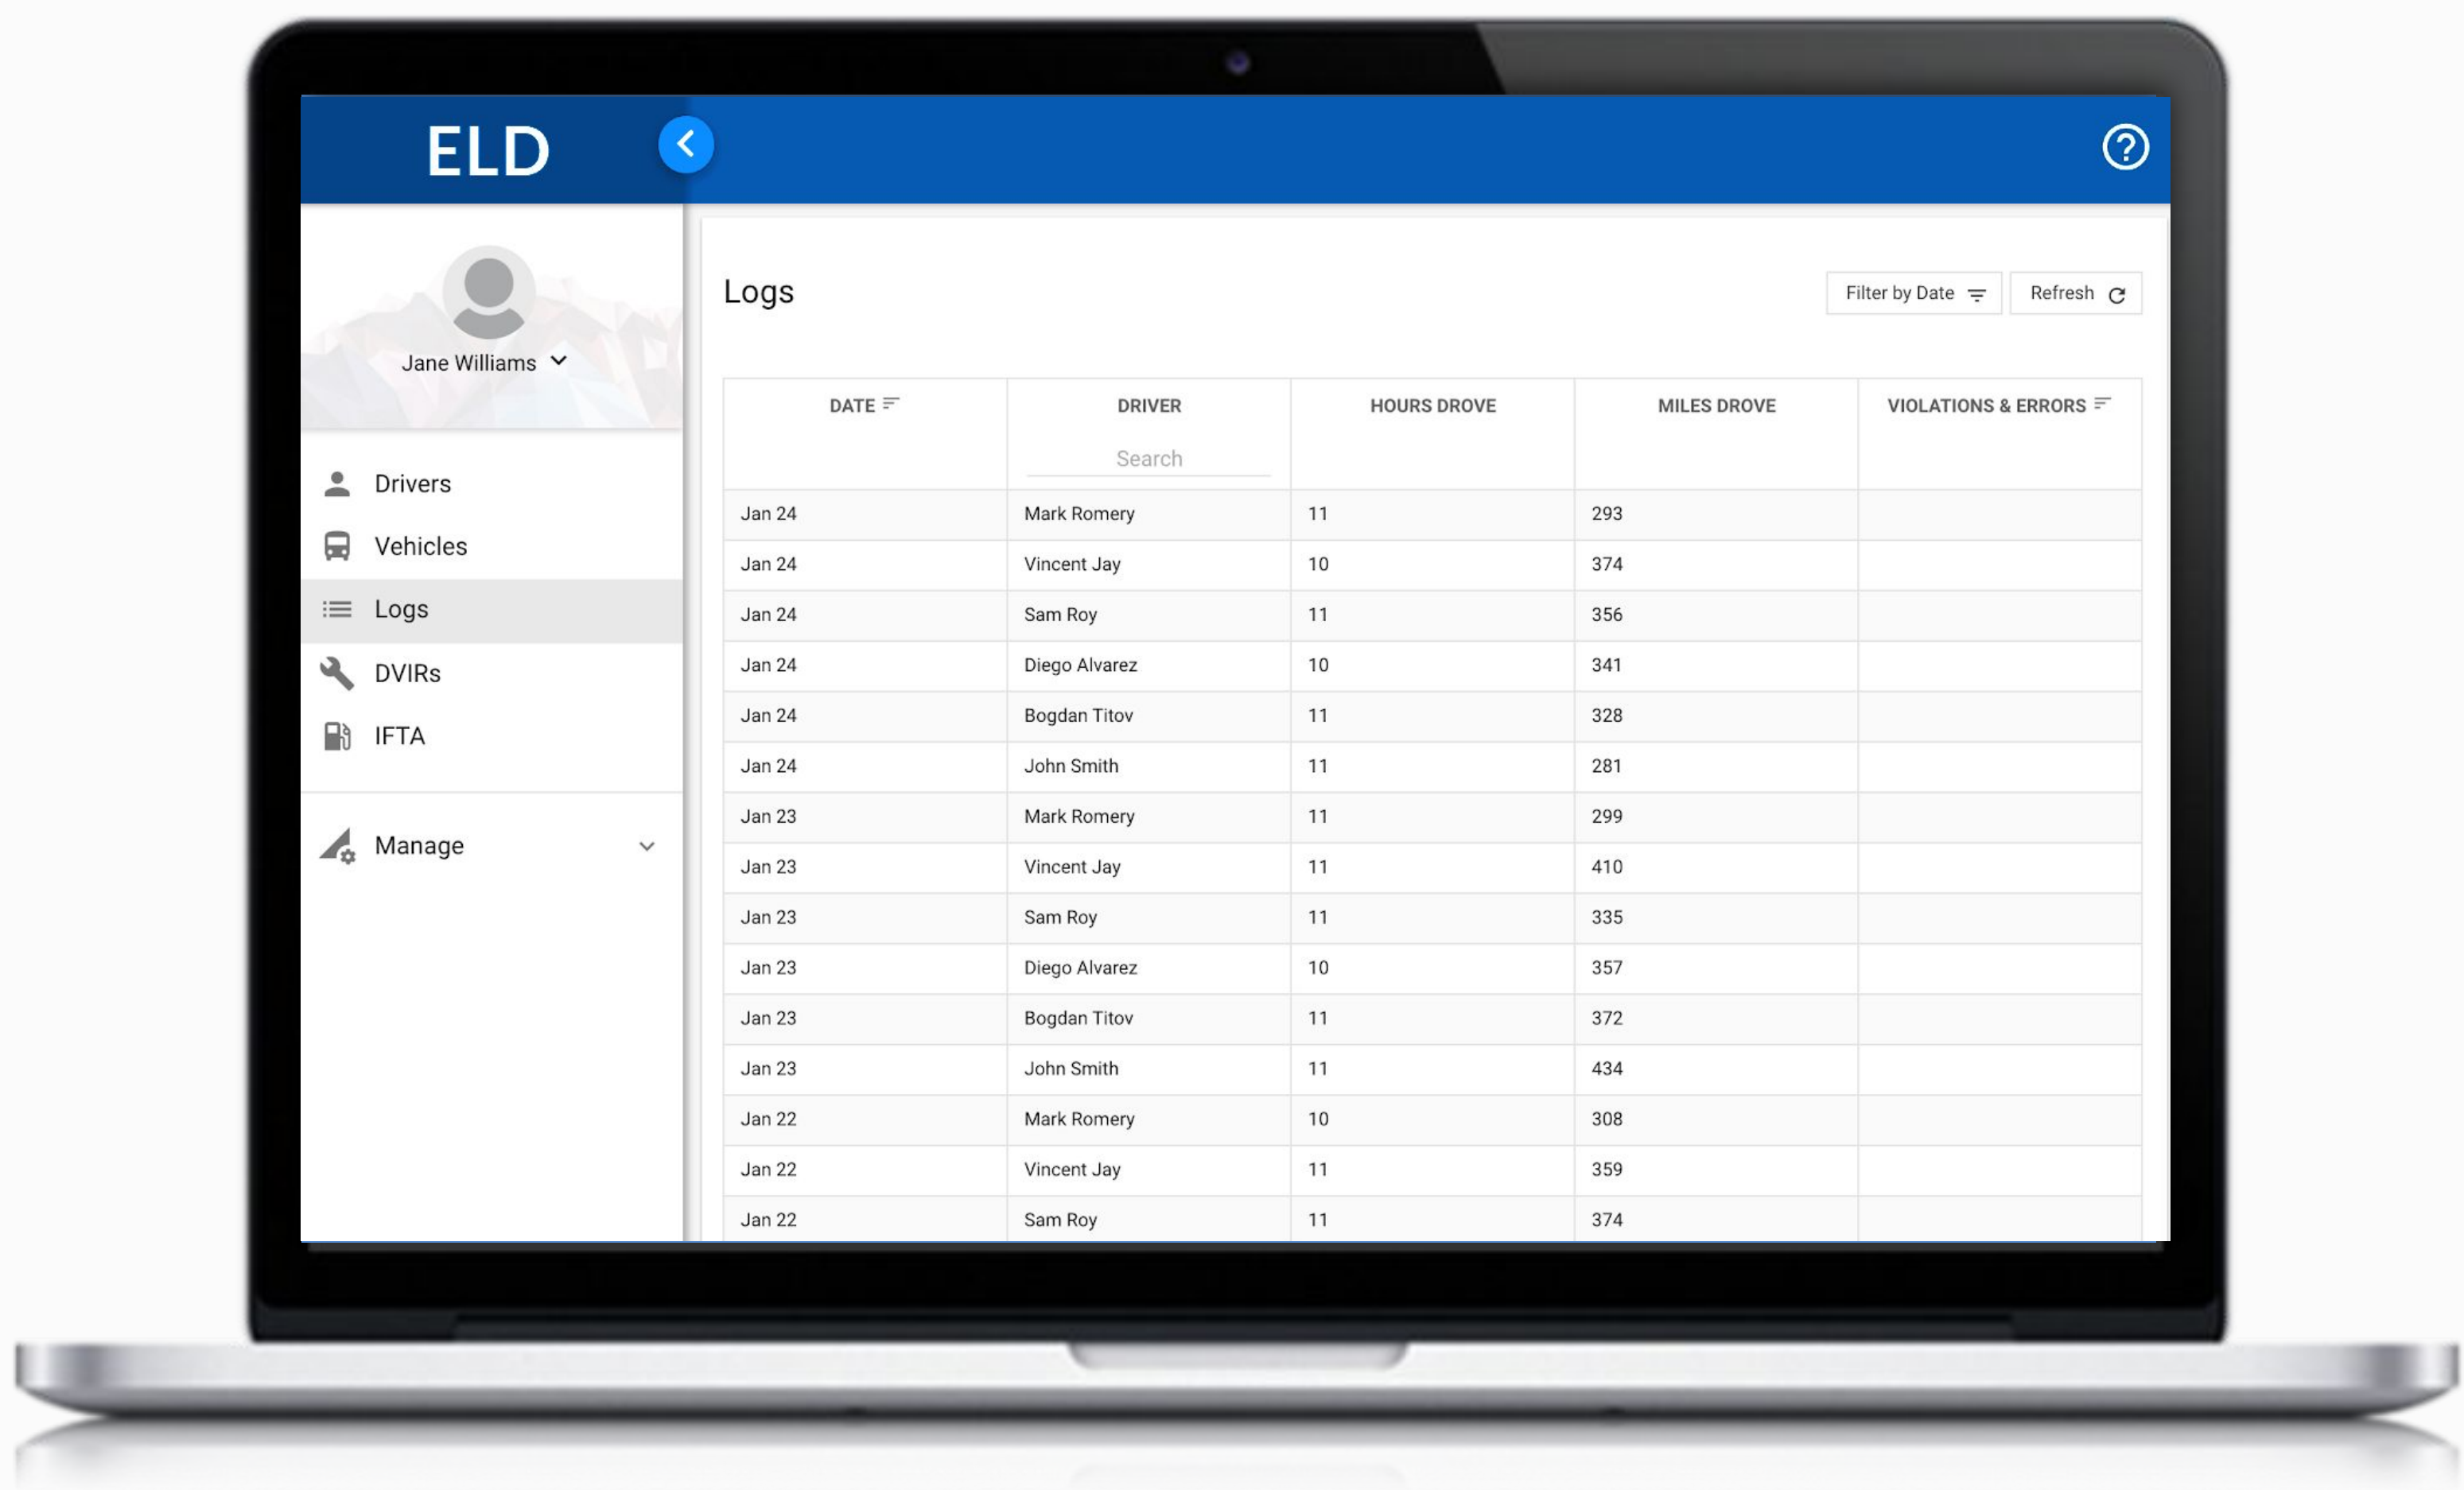 ELD
Jane Williams
Drivers
Vehicles
Logs
DVIRs
IFTA
Manage
Logs
Filter by Date Refresh
DATE DRIVER HOURS DROVE MILES DROVE VIOLATIONS & ERRORS
Search
Jan 24 Mark Romery 11 293
Jan 24 Vincent Jay 10 374
Jan 24 Sam Roy 11 356
Jan 24 Diego Alvarez 10 341
Jan 24 Bogdan Titov 11 328
Jan 24 John Smith 11 281
Jan 23 Mark Romery 11 299
Jan 23 Vincent Jay 11 410
Jan 23 Sam Roy 11 335
Jan 23 Diego Alvarez 10 357
Jan 23 Bogdan Titov 11 372
Jan 23 John Smith 11 434
Jan 22 Mark Romery 10 308
Jan 22 Vincent Jay 11 359
Jan 22 Sam Roy 11 374